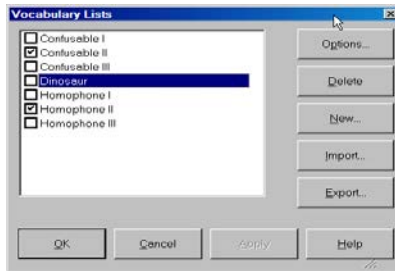 Vocabulary Lists
Confusable I
Confusable II
Confusable III
Dinosaur
Homophone I
Homophone II
Homophone III
Options...
Delete
New...
Import...
Export...
OK
Cancel
Apply
Help